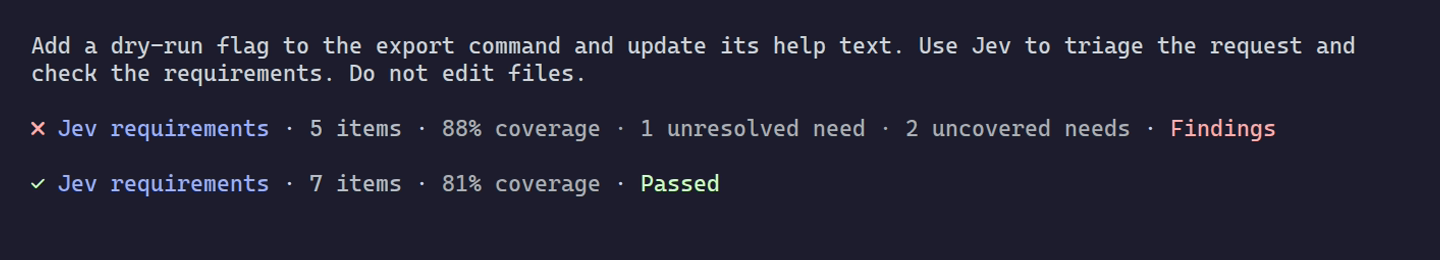 Add a dry-run flag to the export command and update its help text. Use Jev to triage the request and
check the requirements. Do not edit files.
✕ Jev requirements · 5 items · 88% coverage · 1 unresolved need · 2 uncovered needs · Findings
✓ Jev requirements · 7 items · 81% coverage · Passed